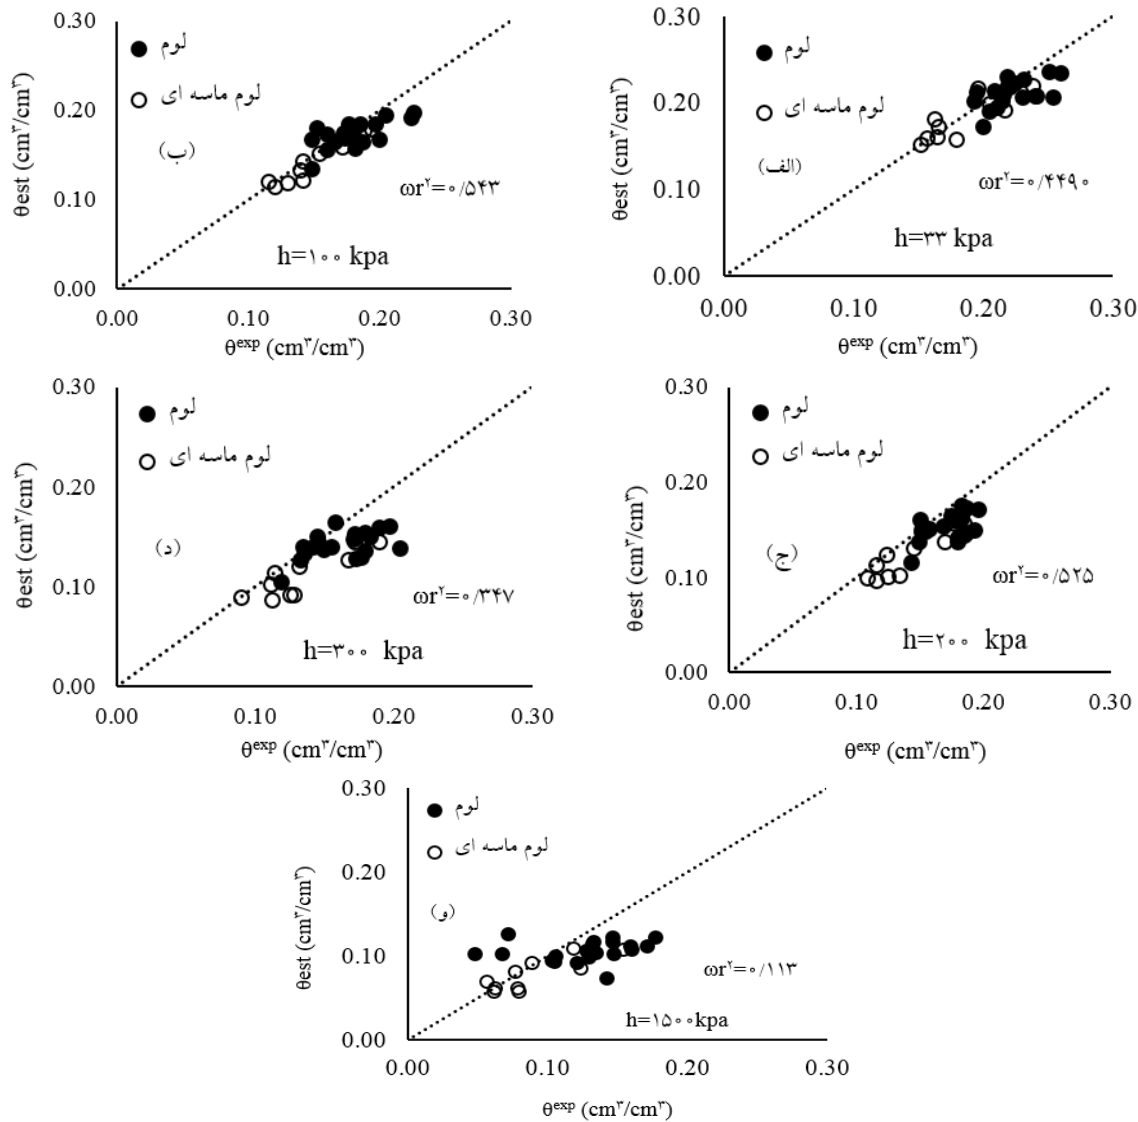 0.30
0.20
0.10
0.00
θest (cm۳/cm۳)
لوم
لوم ماسه ای
(الف)
ωr۲=۰/۴۴۹۰
h=۳۳ kpa
0.00 0.10 0.20 0.30
θexp (cm۳/cm۳)
0.30
0.20
0.10
0.00
θest (cm۳/cm۳)
لوم
لوم ماسه ای
(ب)
ωr۲=۰/۵۴۳
h=۱۰۰ kpa
0.00 0.10 0.20 0.30
θexp (cm۳/cm۳)
0.30
0.20
0.10
0.00
θest (cm۳/cm۳)
لوم
لوم ماسه ای
(ج)
ωr۲=۰/۵۲۵
h=۲۰۰ kpa
0.00 0.10 0.20 0.30
θexp (cm۳/cm۳)
0.30
0.20
0.10
0.00
θest (cm۳/cm۳)
لوم
لوم ماسه ای
(د)
ωr۲=۰/۳۴۷
h=۳۰۰ kpa
0.00 0.10 0.20 0.30
θexp (cm۳/cm۳)
0.30
0.20
0.10
0.00
θest (cm۳/cm۳)
لوم
لوم ماسه ای
(و)
ωr۲=۰/۱۱۳
h=۱۵۰۰kpa
0.00 0.10 0.20 0.30
θexp (cm۳/cm۳)